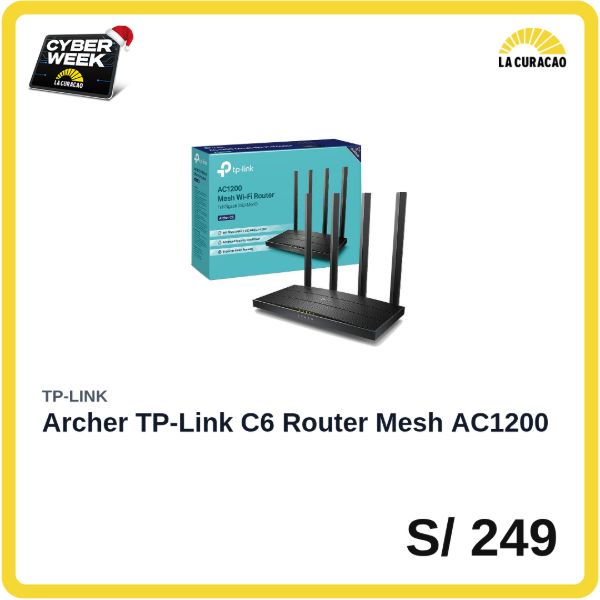 CYBER
WEEK
LA CURACAO
LA CURACAO
tp-link
AC1200
Mesh Wi-Fi Router
TP-LINK
Archer TP-Link C6 Router Mesh AC1200
S/ 249